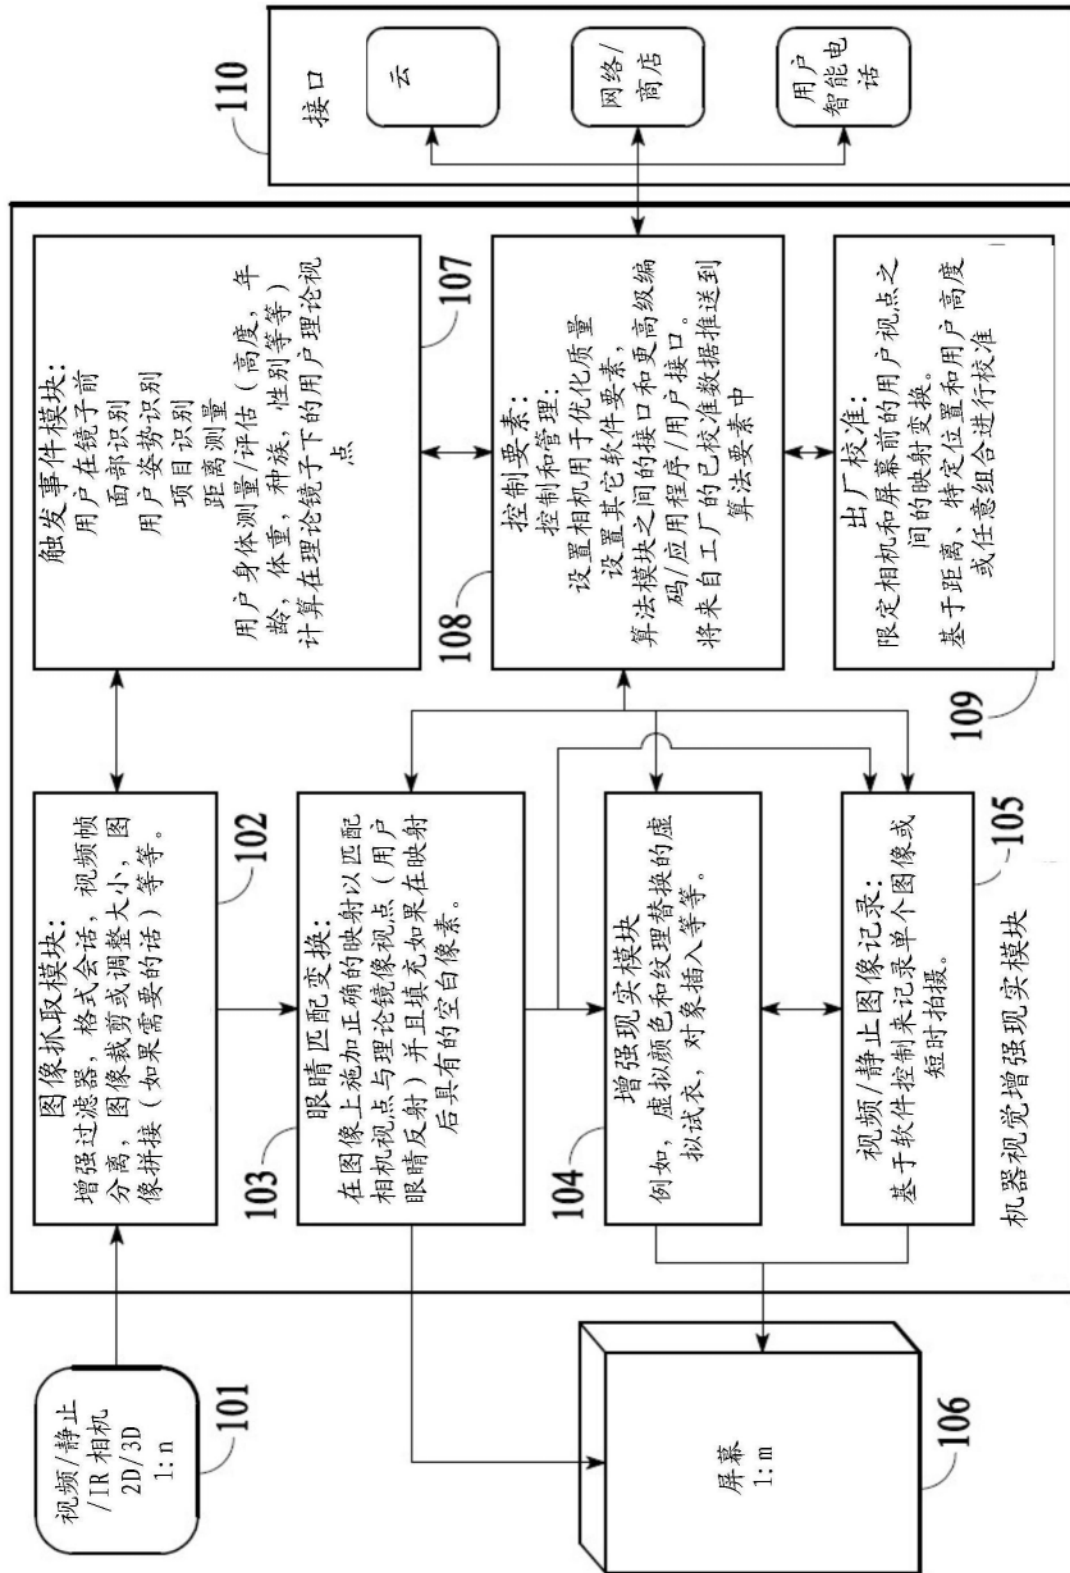 视频/静止
/IR 相机
2D/3D
1:n
101
图像抓取模块：
增强过滤器，格式会话，视频帧
分离，图像裁剪或调整大小，图
像拼接（如果需要的话）等等。
102
触发事件模块：
用户在镜子前
面部识别
用户姿势识别
项目识别
距离测量
用户身体测量/评估（高度，年
龄，体重，种族，性别等等）
计算在理论镜子下的用户理论视
点
107
眼睛匹配变换：
在图像上施加正确的映射以匹配
相机视点与理论镜像视点（用户
眼睛反射）并且填充如果在映射
后具有的空白像素。
103
控制要素：
控制和管理：
设置相机用于优化质量
设置其它软件要素，
算法模块之间的接口和更高级编
码/应用程序/用户接口。
将来自工厂的已校准数据推送到
算法要素中
108
增强现实模块
例如，虚拟颜色和纹理替换的虚
拟试衣，对象插入等等。
104
视频/静止图像记录：
基于软件控制来记录单个图像或
短时拍摄。
105
出厂校准：
限定相机和屏幕前的用户视点之
间的映射变换。
基于距离、特定位置和用户高度
或任意组合进行校准
109
机器视觉增强现实模块
屏幕
1:m
106
接口
云
网络/
商店
用户
智能电
话
110